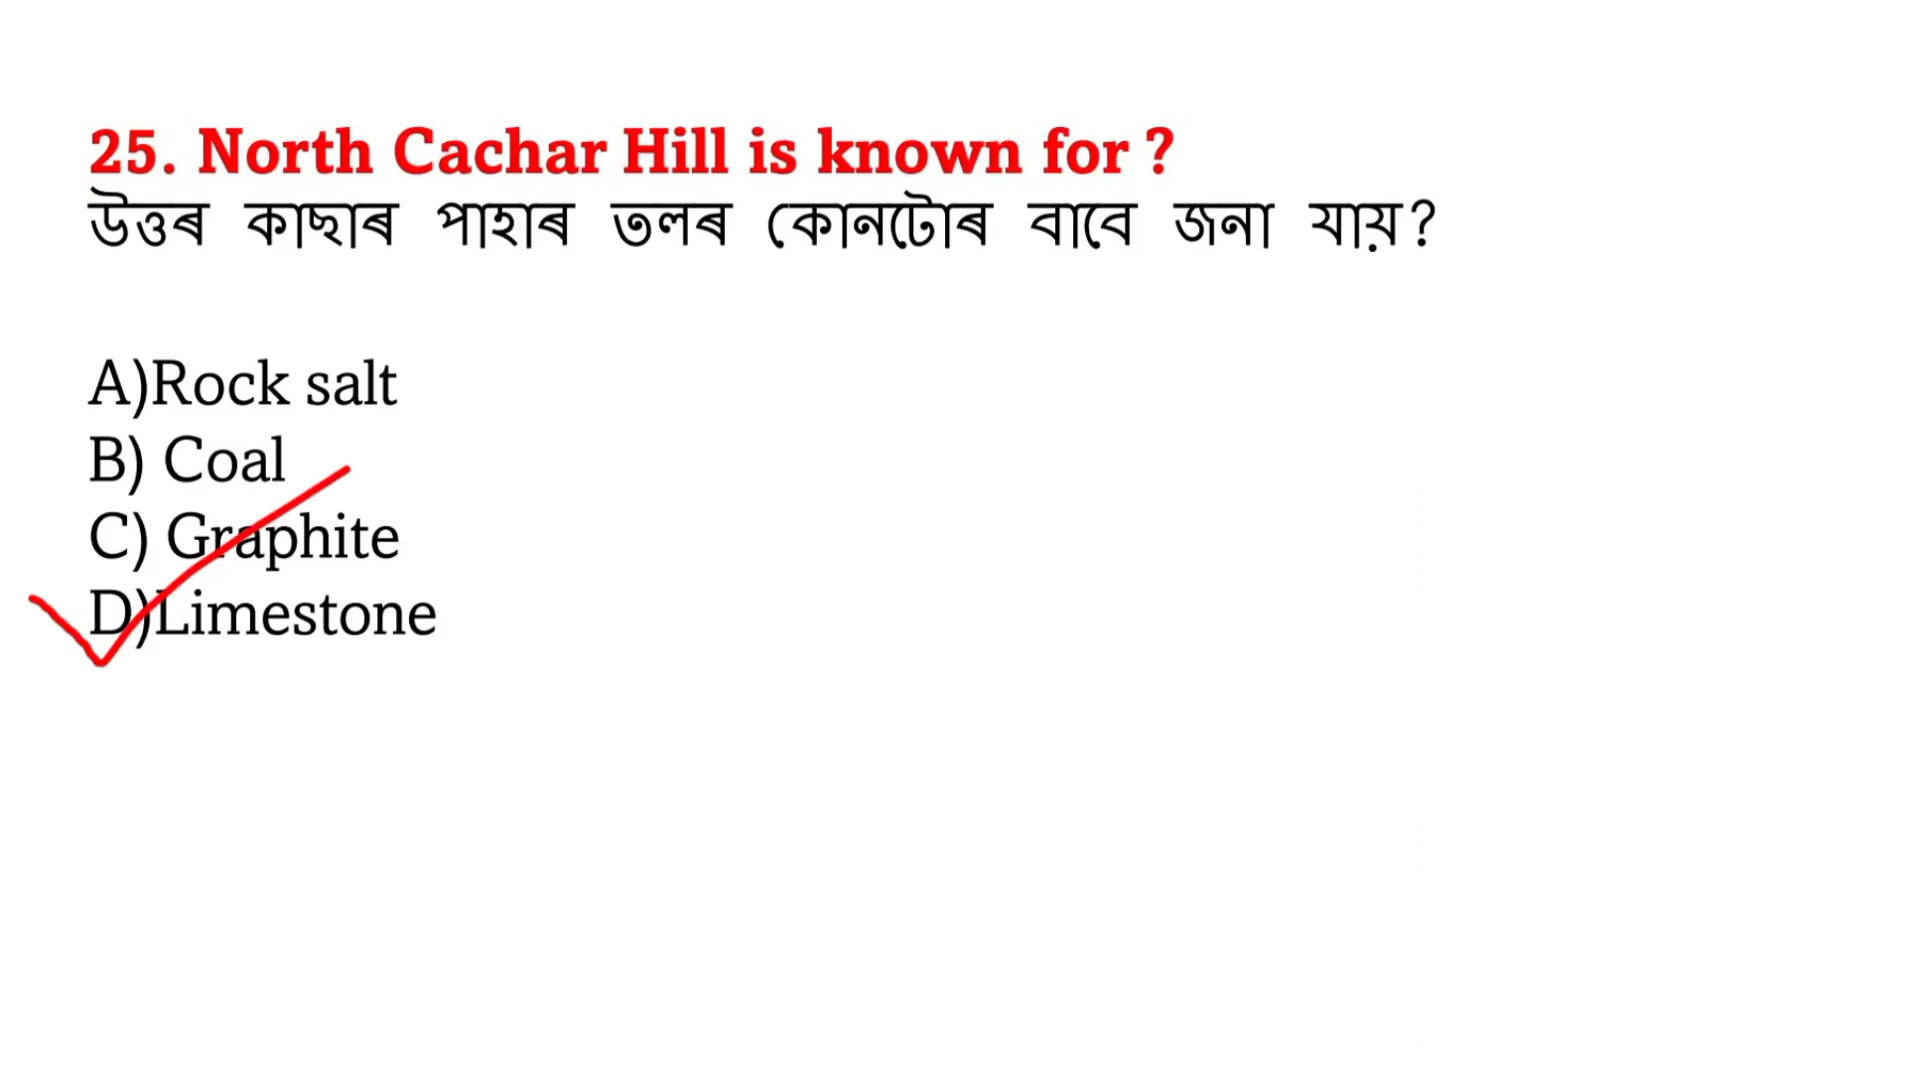 25. North Cachar Hill is known for ?
উত্তৰ কাছাৰ পাহাৰ তলৰ কোনটোৰ বাবে জনা যায়?
A)Rock salt
B) Coal
C) Graphite
D)Limestone